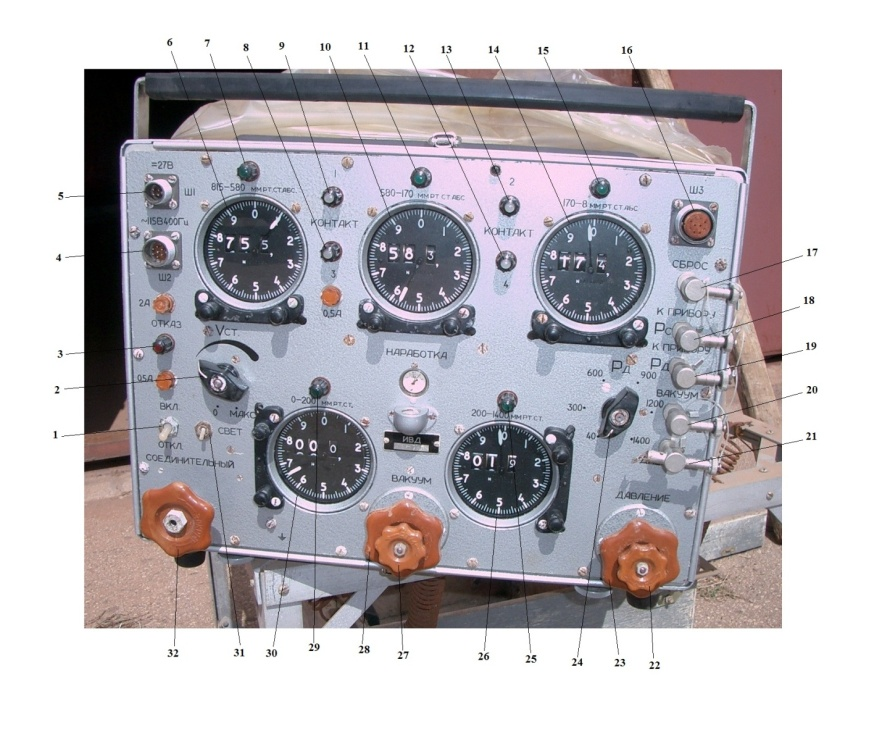 6 7 8 9 10 11 12 13 14 15 16
=27В
Ш1
5
815-580 ММ РТ.СТ.АБС.
1
580-170 ММ РТ.СТ.АБС
2
170-8 ММ РТ.СТ.АБС
Ш3
~115В400Гц
КОНТАКТ
КОНТАКТ
4
Ш2
3
4
СБРОС
17
2А
0,5А
К ПРИБОРУ
18
ОТКАЗ
Vст.
НАРАБОТКА
К ПРИБОРУ
3
Рд
Рд
19
600
900
ВАКУУМ
2
0,5А
300
1200
20
ВКЛ.
0
МАКС
0-200 ММ РТ.СТ.
200-1400 ММ РТ.СТ.
40
1400
1
СВЕТ
ИВД
21
ОТКЛ.
СОЕДИНИТЕЛЬНЫЙ
ВАКУУМ
ДАВЛЕНИЕ
32 31 30 29 28 27 26 25 24 23 22